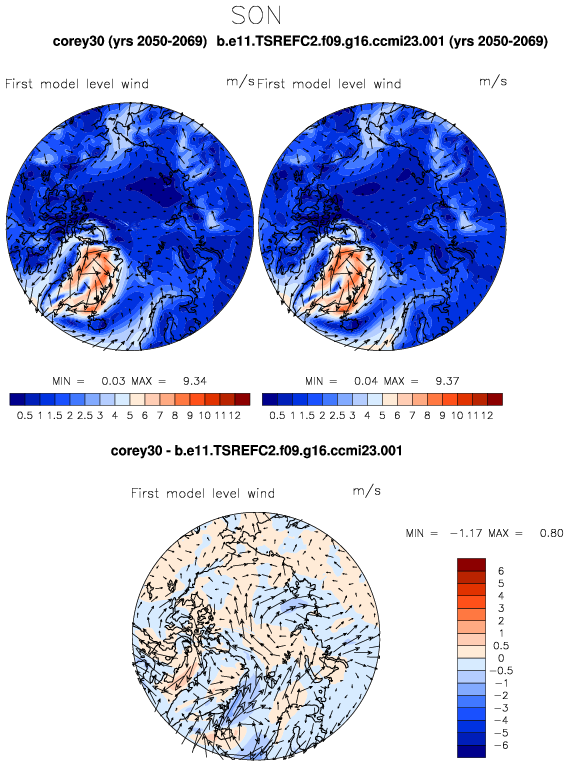 SON
corey30 (yrs 2050-2069) b.e11.TSREFC2.f09.g16.ccmi23.001 (yrs 2050-2069)
First model level wind m/s First model level wind m/s
MIN = 0.03 MAX = 9.34 MIN = 0.04 MAX = 9.37
0.5 1 1.5 2 2.5 3 4 5 6 7 8 9 10 11 12 0.5 1 1.5 2 2.5 3 4 5 6 7 8 9 10 11 12
corey30 - b.e11.TSREFC2.f09.g16.ccmi23.001
First model level wind m/s
MIN = -1.17 MAX = 0.80
6
5
4
3
2
1
0.5
0
-0.5
-1
-2
-3
-4
-5
-6